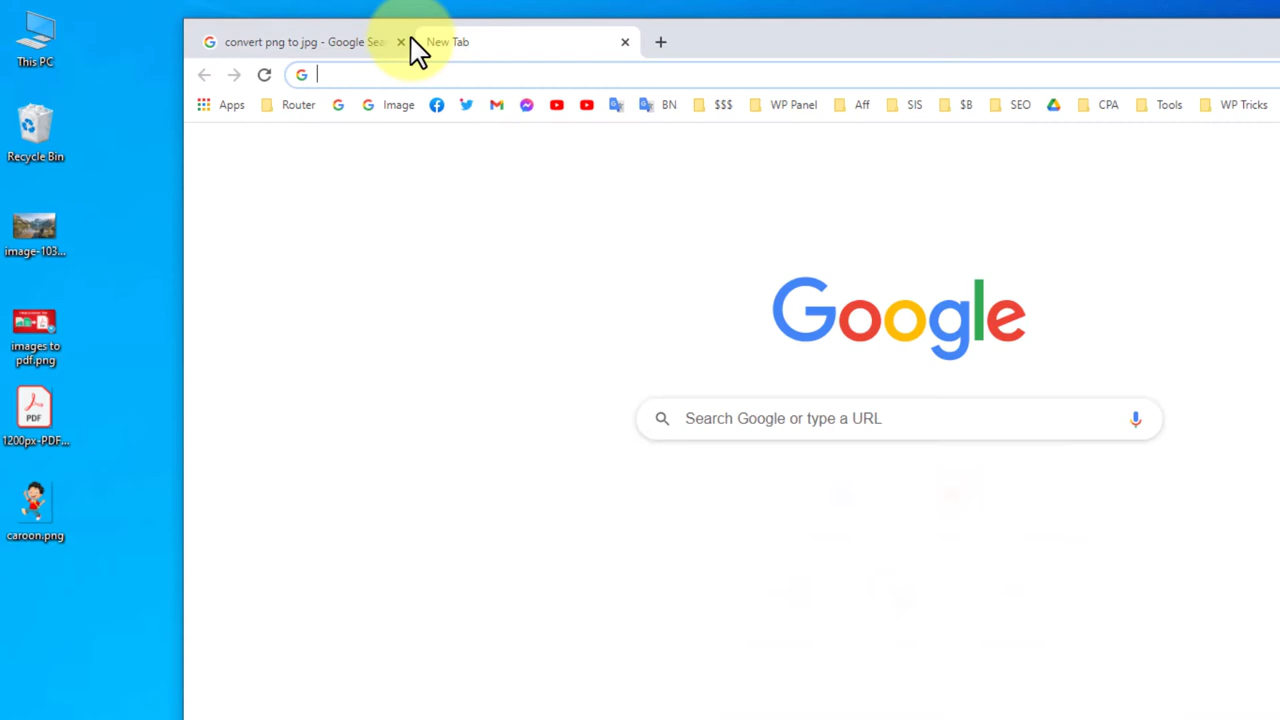 This PC
Recycle Bin
image-103...
images to
pdf.png
1200px-PDF...
caroon.png
convert png to jpg - Google Sea
New Tab
Apps
Router
Image
BN
$$$
WP Panel
Aff
SIS
$B
SEO
CPA
Tools
WP Tricks
Google
Search Google or type a URL
PDF